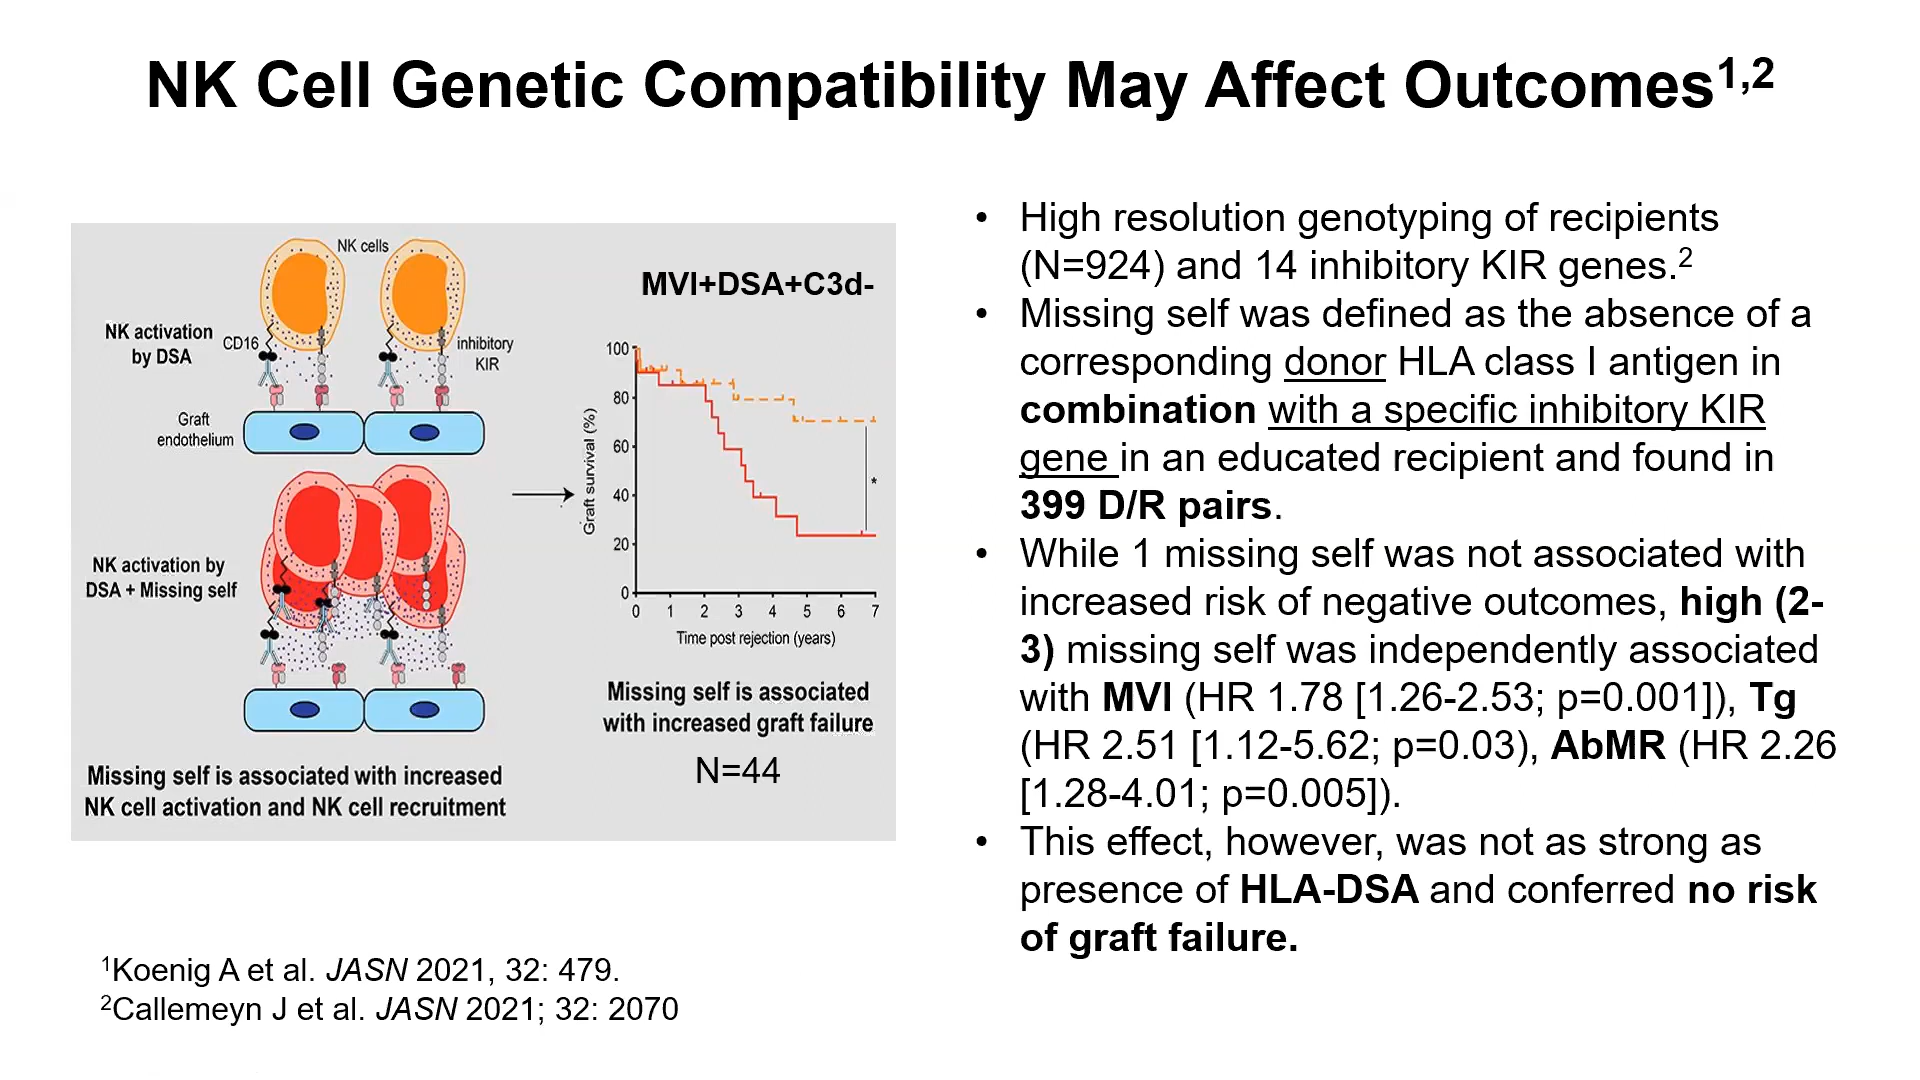 NK Cell Genetic Compatibility May Affect Outcomes1,2
NK cells
NK activation
by DSA
CD16
inhibitory
KIR
Graft
endothelium
NK activation by
DSA + Missing self
Missing self is associated with increased
NK cell activation and NK cell recruitment
MVI+DSA+C3d-
Graft survival (%)
100
80
60
40
20
0
*
0 1 2 3 4 5 6 7
Time post rejection (years)
Missing self is associated
with increased graft failure
N=44
• High resolution genotyping of recipients
(N=924) and 14 inhibitory KIR genes.2
• Missing self was defined as the absence of a
corresponding donor HLA class I antigen in
combination with a specific inhibitory KIR
gene in an educated recipient and found in
399 D/R pairs.
• While 1 missing self was not associated with
increased risk of negative outcomes, high (2-
3) missing self was independently associated
with MVI (HR 1.78 [1.26-2.53; p=0.001]), Tg
(HR 2.51 [1.12-5.62; p=0.03), AbMR (HR 2.26
[1.28-4.01; p=0.005]).
• This effect, however, was not as strong as
presence of HLA-DSA and conferred no risk
of graft failure.
1Koenig A et al. JASN 2021, 32: 479.
2Callemeyn J et al. JASN 2021; 32: 2070